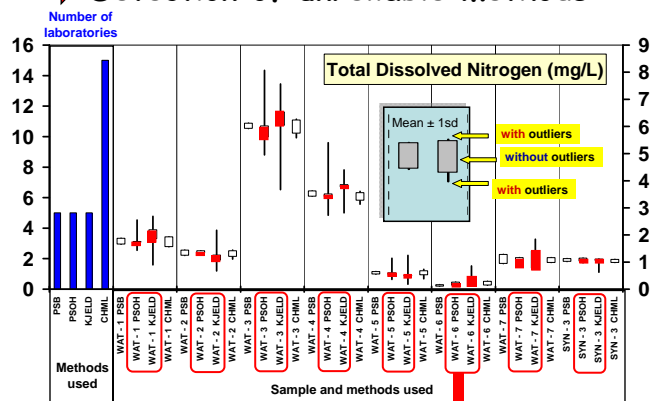 Number of
laboratories
Total Dissolved Nitrogen (mg/L)
Mean ± 1sd
with outliers
without outliers
with outliers
16
14
12
10
8
6
4
2
0
9
8
7
6
5
4
3
2
1
0
PSB
PSOH
KJELD
CHML
WAT - 1 PSB
WAT - 1 PSOH
WAT - 1 KJELD
WAT - 1 CHML
WAT - 2 PSB
WAT - 2 PSOH
WAT - 2 KJELD
WAT - 2 CHML
WAT - 3 PSB
WAT - 3 PSOH
WAT - 3 KJELD
WAT - 3 CHML
WAT - 4 PSB
WAT - 4 PSOH
WAT - 4 KJELD
WAT - 4 CHML
WAT - 5 PSB
WAT - 5 PSOH
WAT - 5 KJELD
WAT - 5 CHML
WAT - 6 PSB
WAT - 6 PSOH
WAT - 6 KJELD
WAT - 6 CHML
WAT - 7 PSB
WAT - 7 PSOH
WAT - 7 KJELD
WAT - 7 CHML
SYN - 3 PSB
SYN - 3 PSOH
SYN - 3 KJELD
SYN - 3 CHML
Methods
used
Sample and methods used